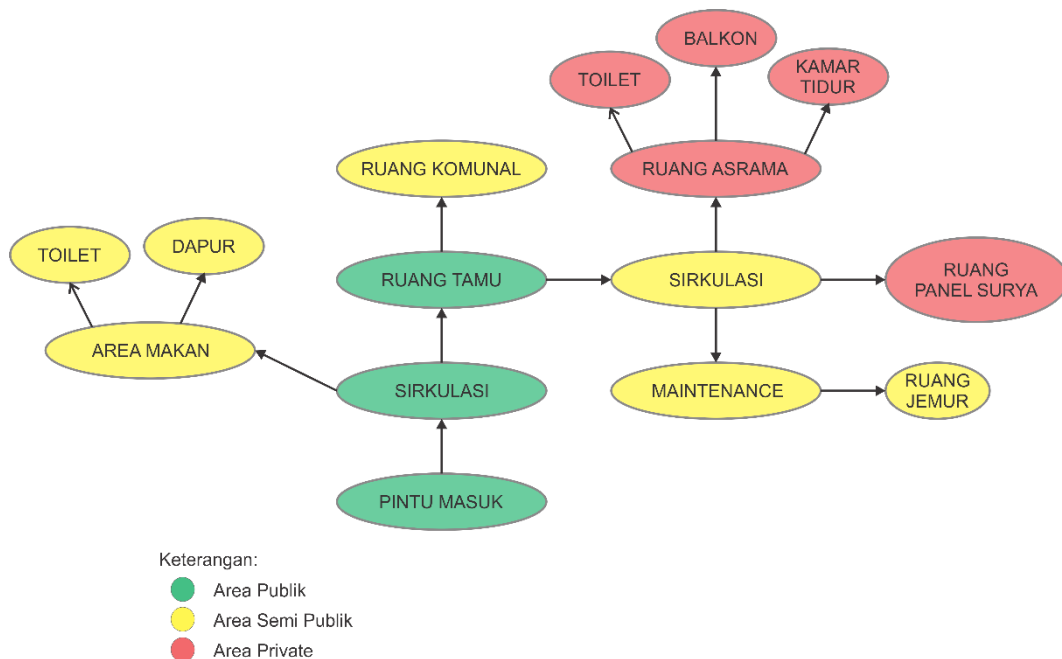 BALKON
TOILET
KAMAR
TIDUR
RUANG KOMUNAL
RUANG ASRAMA
TOILET
DAPUR
RUANG TAMU
SIRKULASI
RUANG
PANEL SURYA
AREA MAKAN
SIRKULASI
MAINTENANCE
RUANG
JEMUR
PINTU MASUK
Keterangan:
Area Publik
Area Semi Publik
Area Private